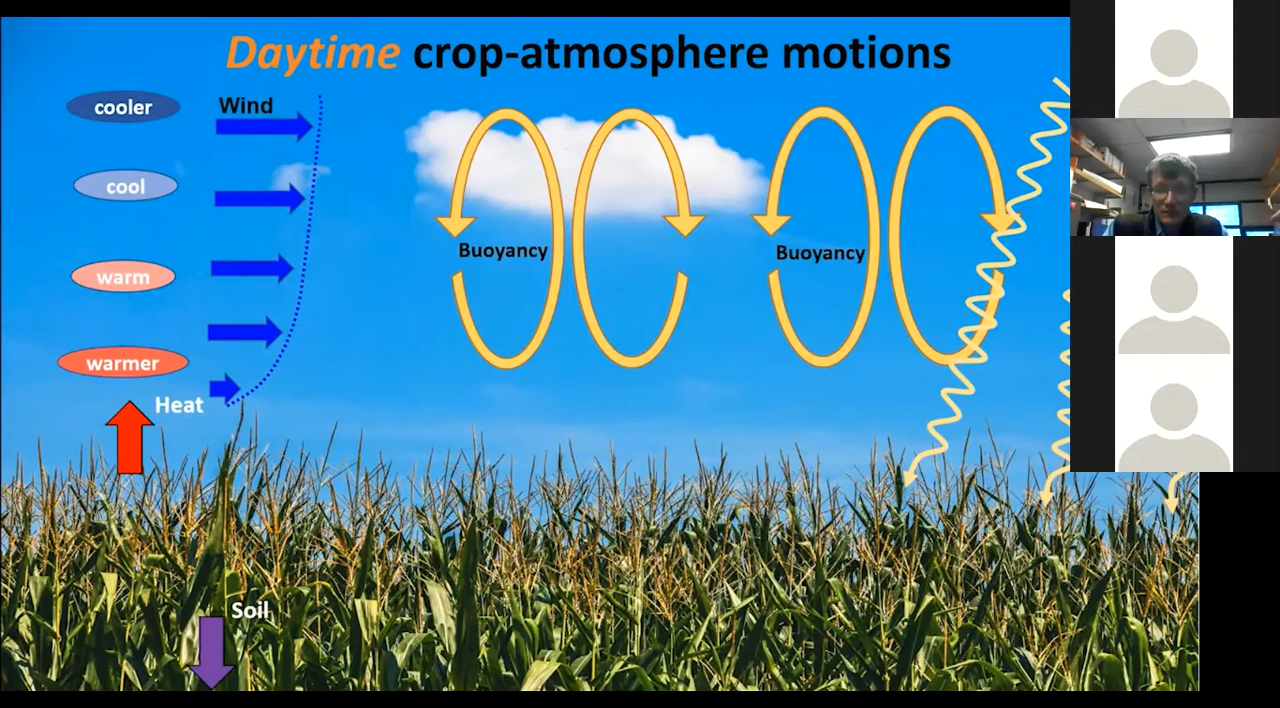 Daytime crop-atmosphere motions
cooler
Wind
cool
Buoyancy
Buoyancy
warm
warmer
Heat
Soil